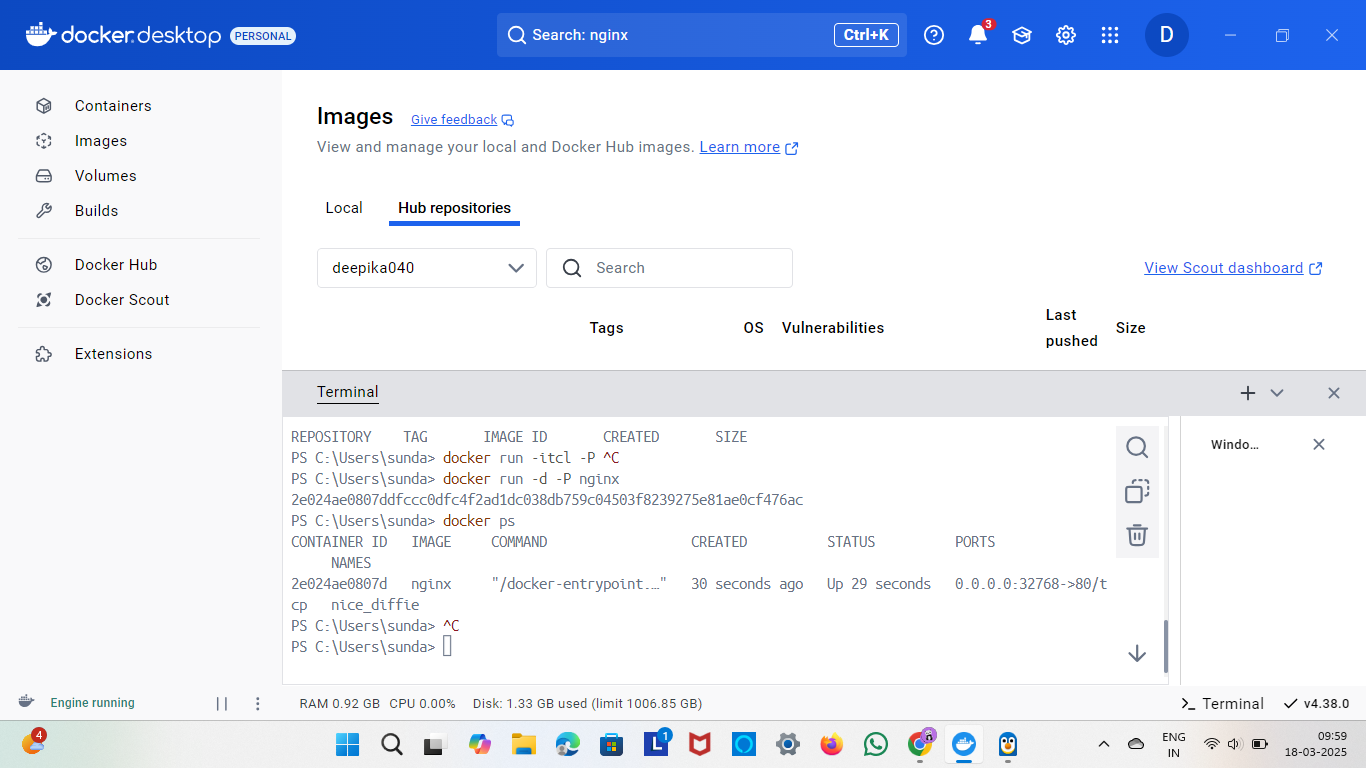 docker.desktop PERSONAL
Search: nginx Ctrl+K
3
D
Containers
Images
Volumes
Builds
Docker Hub
Docker Scout
Extensions
Images Give feedback
View and manage your local and Docker Hub images. Learn more
Local Hub repositories
deepika040 Search View Scout dashboard
Tags OS Vulnerabilities Last pushed Size
Terminal
REPOSITORY TAG IMAGE ID CREATED SIZE
PS C:\Users\sunda> docker run -itcl -P ^C
PS C:\Users\sunda> docker run -d -P nginx
2e024ae0807ddfccc0dfc4f2ad1dc038db759c04503f8239275e81ae0cf476ac
PS C:\Users\sunda> docker ps
CONTAINER ID IMAGE COMMAND CREATED STATUS PORTS
NAMES
2e024ae0807d nginx "/docker-entrypoint.…" 30 seconds ago Up 29 seconds 0.0.0.0:32768->80/t
cp nice_diffie
PS C:\Users\sunda> ^C
PS C:\Users\sunda>
Windo...
Engine running
RAM 0.92 GB CPU 0.00% Disk: 1.33 GB used (limit 1006.85 GB)
Terminal v4.38.0
4
L 1
ENG
IN
09:59
18-03-2025